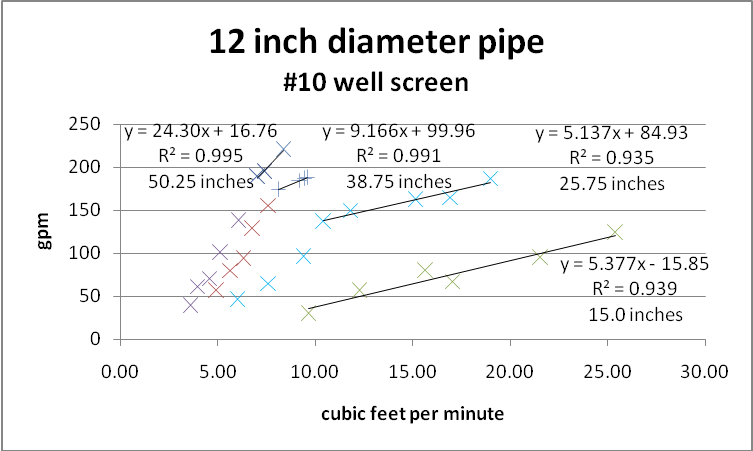 12 inch diameter pipe
#10 well screen
y = 24.30x + 16.76
R² = 0.995
50.25 inches
y = 9.166x + 99.96
R² = 0.991
38.75 inches
y = 5.137x + 84.93
R² = 0.935
25.75 inches
y = 5.377x - 15.85
R² = 0.939
15.0 inches
gpm
250
200
150
100
50
0
0.00 5.00 10.00 15.00 20.00 25.00 30.00
cubic feet per minute